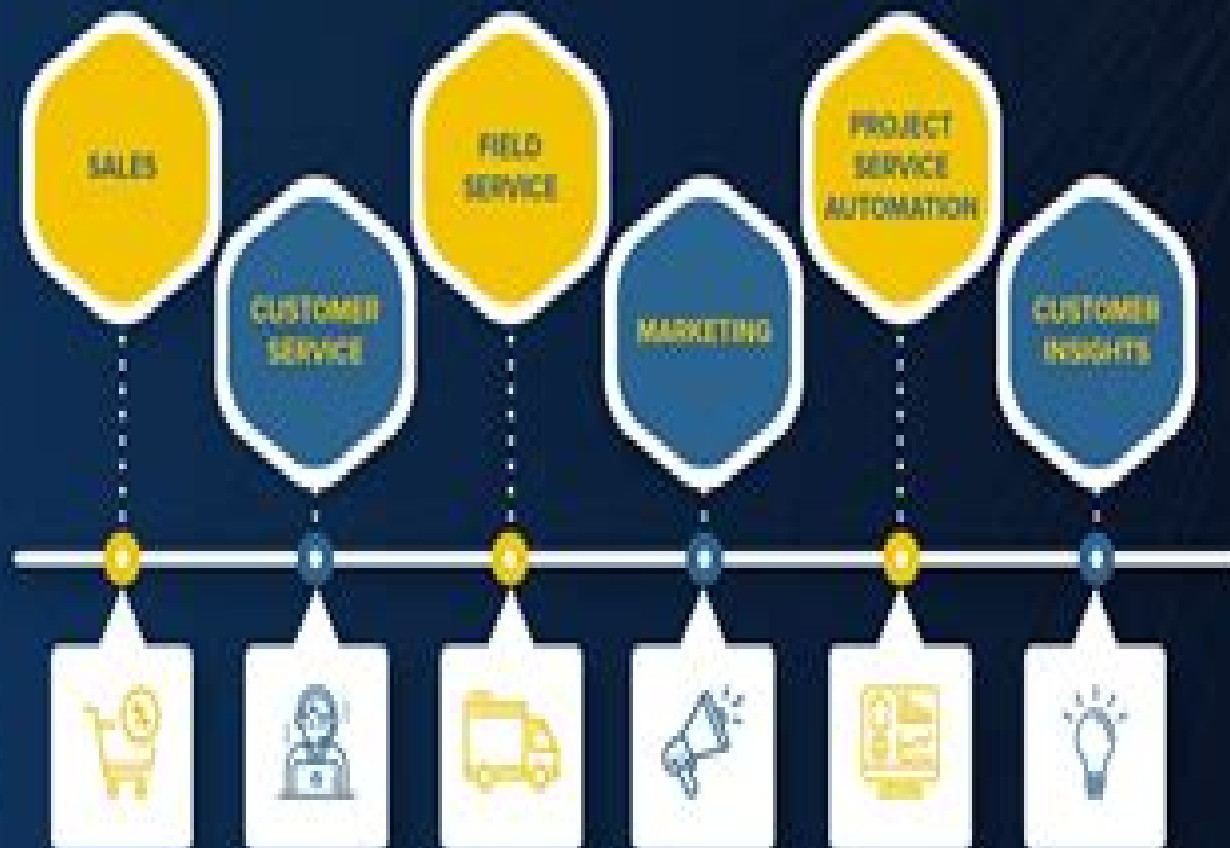 SALES
CUSTOMER
SERVICE
FIELD
SERVICE
MARKETING
PROJECT
SERVICE
AUTOMATION
CUSTOMER
INSIGHTS